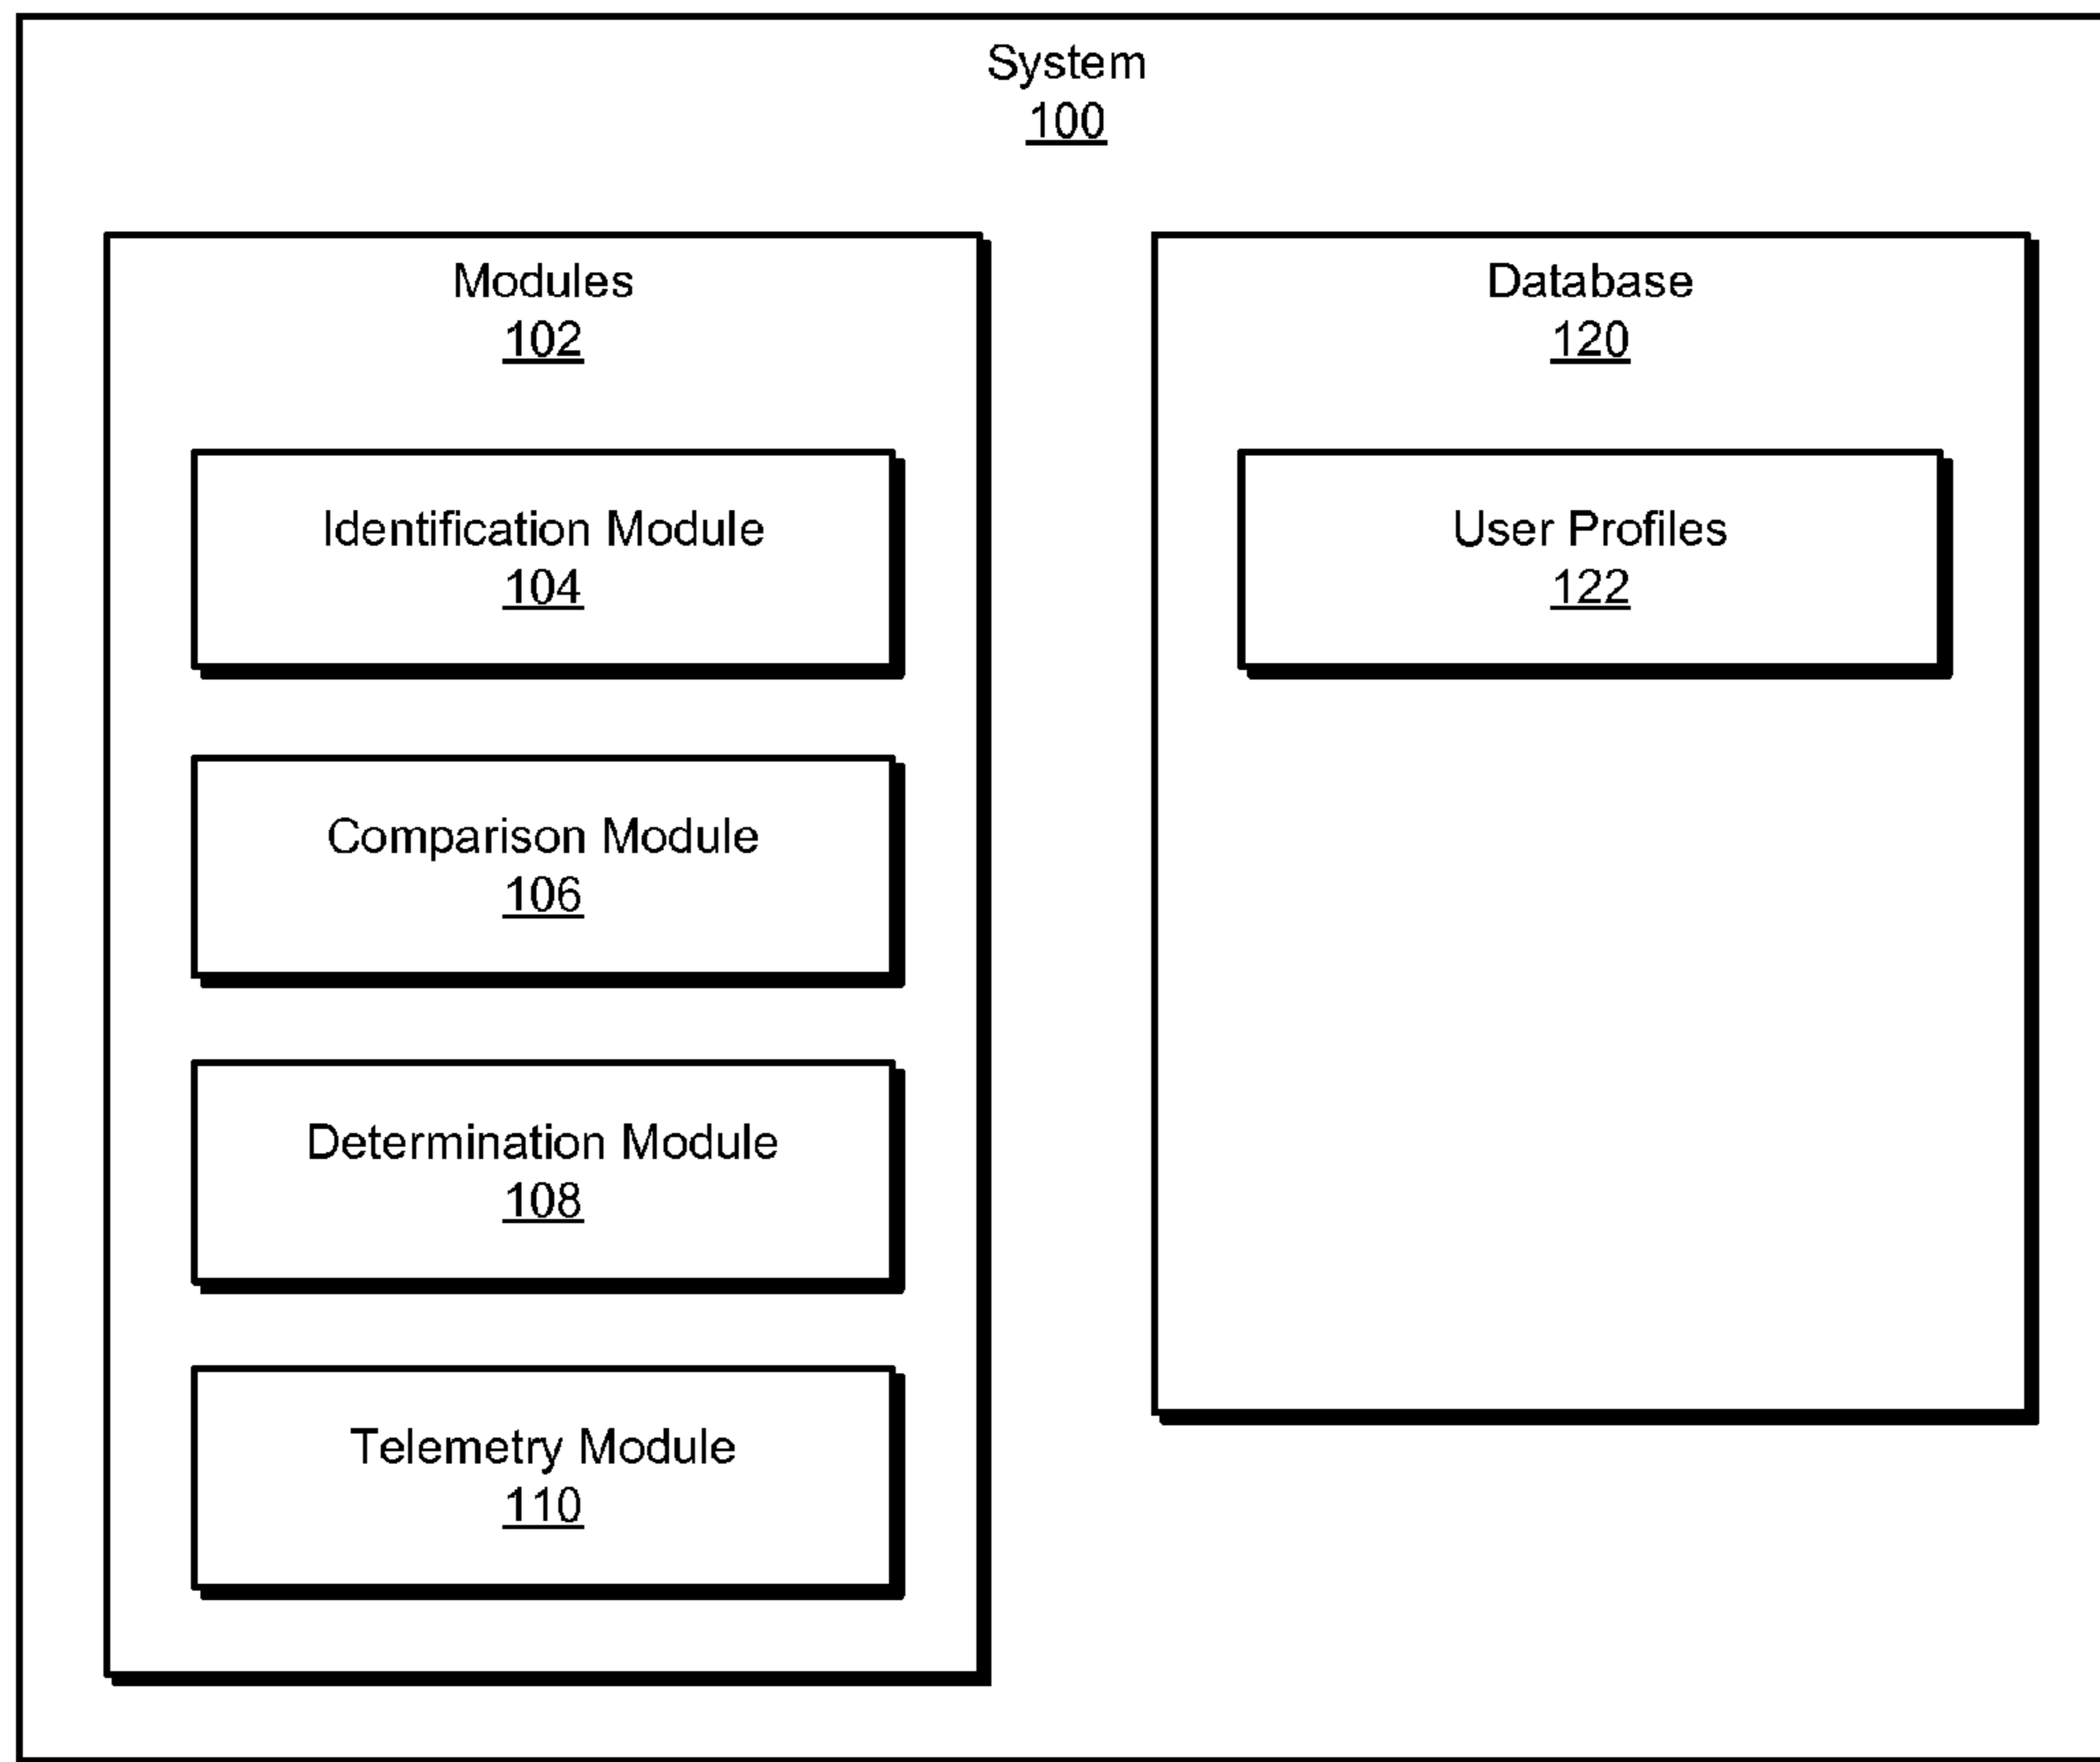 System
100
Modules
102
Identification Module
104
Comparison Module
106
Determination Module
108
Telemetry Module
110
Database
120
User Profiles
122